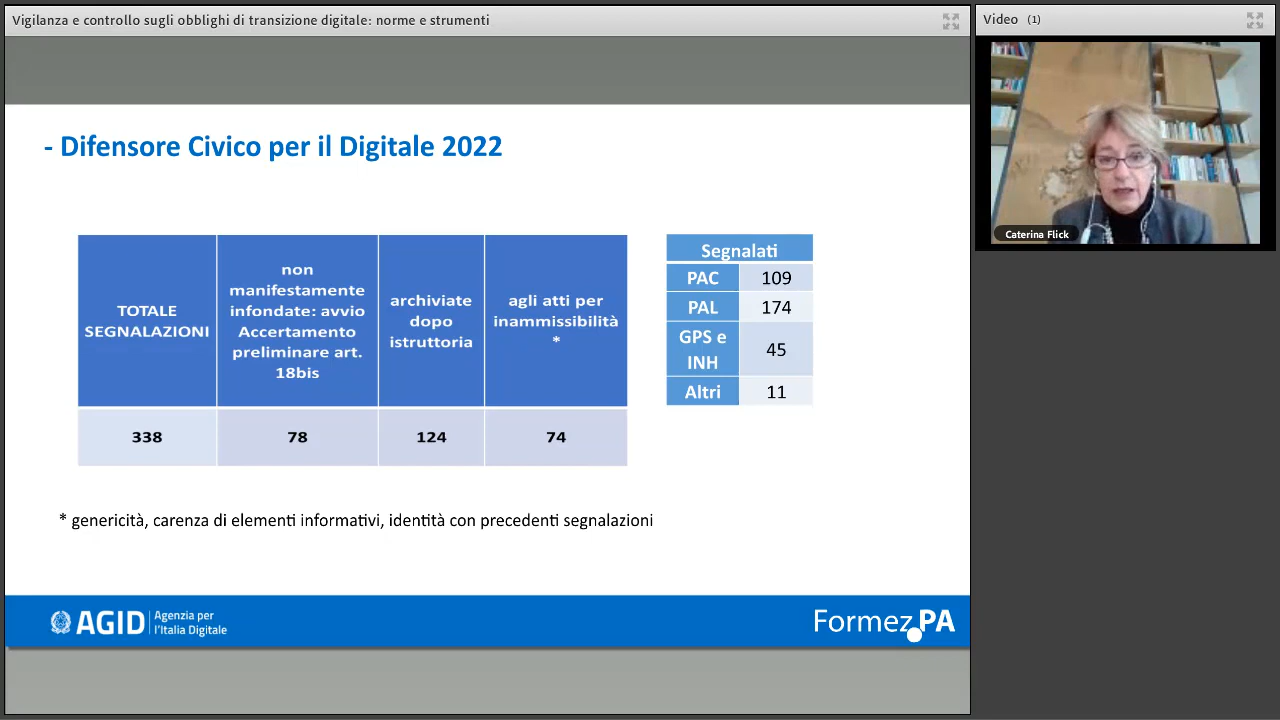 Vigilanza e controllo sugli obblighi di transizione digitale: norme e strumenti
Video (1)
Caterina Flick
- Difensore Civico per il Digitale 2022
TOTALE
SEGNALAZIONI
non
manifestamente
infondate: avvio
Accertamento
preliminare art.
18bis
archiviate
dopo
istruttoria
agli atti per
inammissibilità
*
338
78
124
74
Segnalati
PAC 109
PAL 174
GPS e
INH
45
Altri 11
* genericità, carenza di elementi informativi, identità con precedenti segnalazioni
AGID
Agenzia per
l'Italia Digitale
Formez.PA